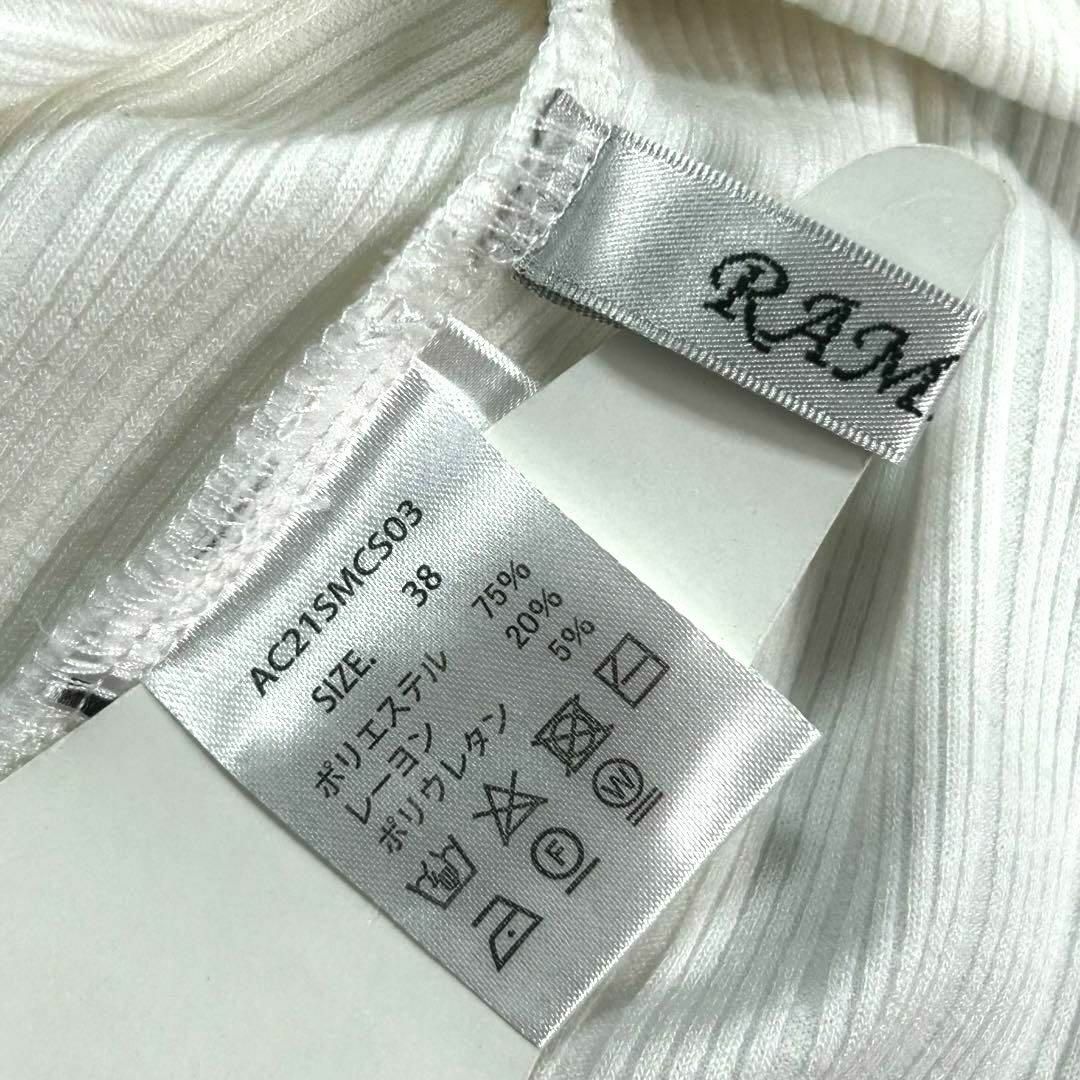 RAM
AC21SMCS03
SIZE. 38
ポリエステル 75%
レーヨン 20%
ポリウレタン 5%
F
W